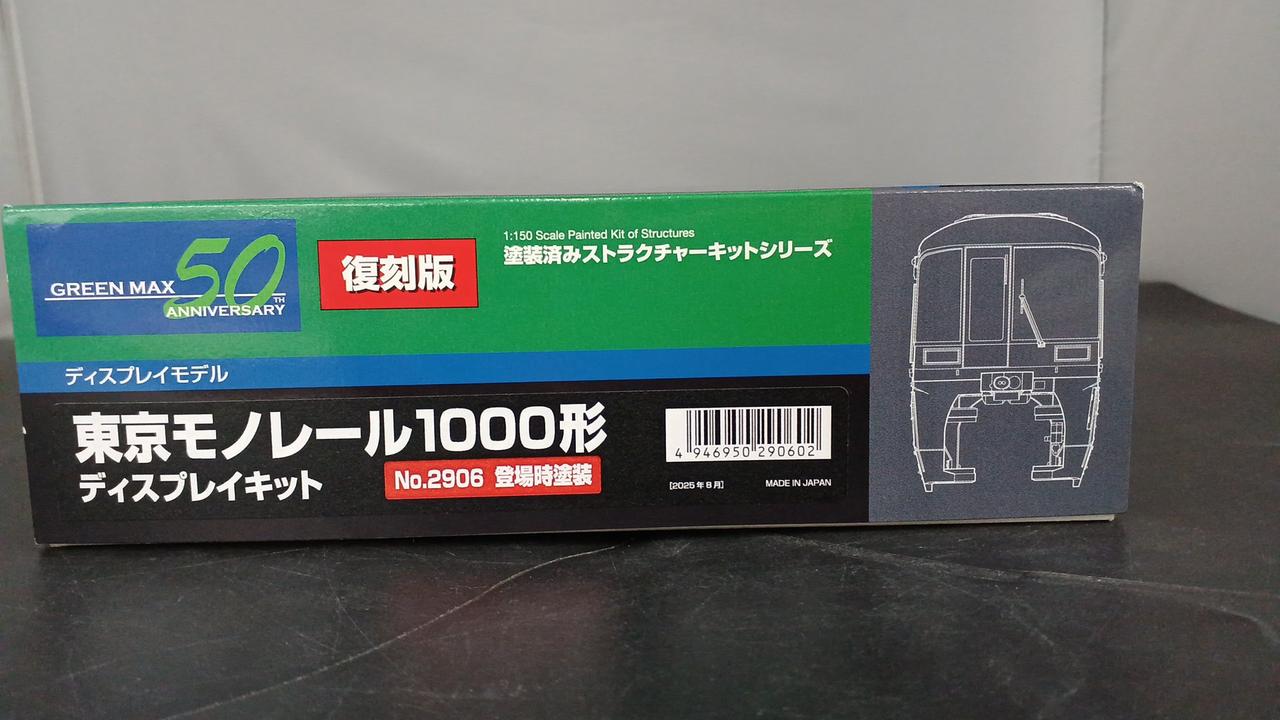 GREEN MAX 50TH
ANNIVERSARY
復刻版
1:150 Scale Painted Kit of Structures
塗装済みストラクチャーキットシリーズ
ディスプレイモデル
東京モノレール1000形
ディスプレイキット
No.2906 登場時塗装
4 946950 290602
[2025年8月]
MADE IN JAPAN